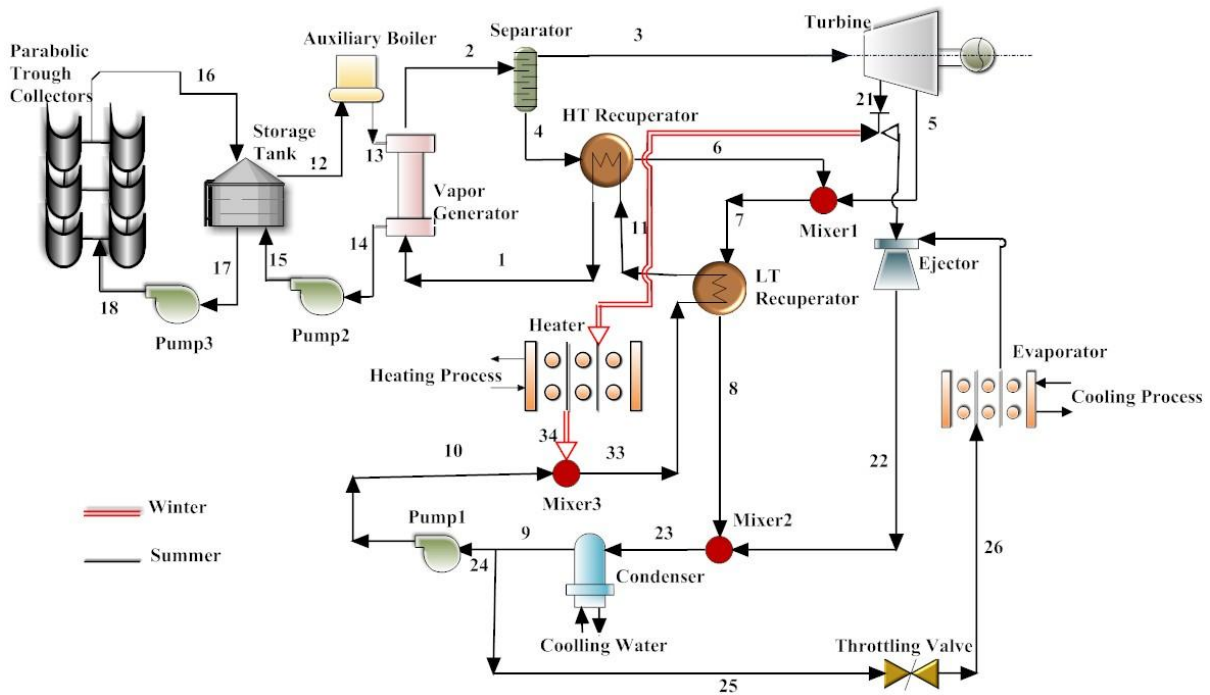 Turbine
Separator
3
2
Auxiliary Boiler
Parabolic
Trough
Collectors
16
21
5
4
HT Recuperator
6
13
Storage
Tank
12
Vapor
Generator
11
7
Mixer1
14
15
17
1
18
Pump3
Pump2
LT
Recuperator
Ejector
Heater
Heating Process
8
Evaporator
Cooling Process
34
33
10
22
Mixer3
Winter
Pump1
9
23
Mixer2
26
Summer
24
Condenser
Coolling Water
Throttling Valve
25